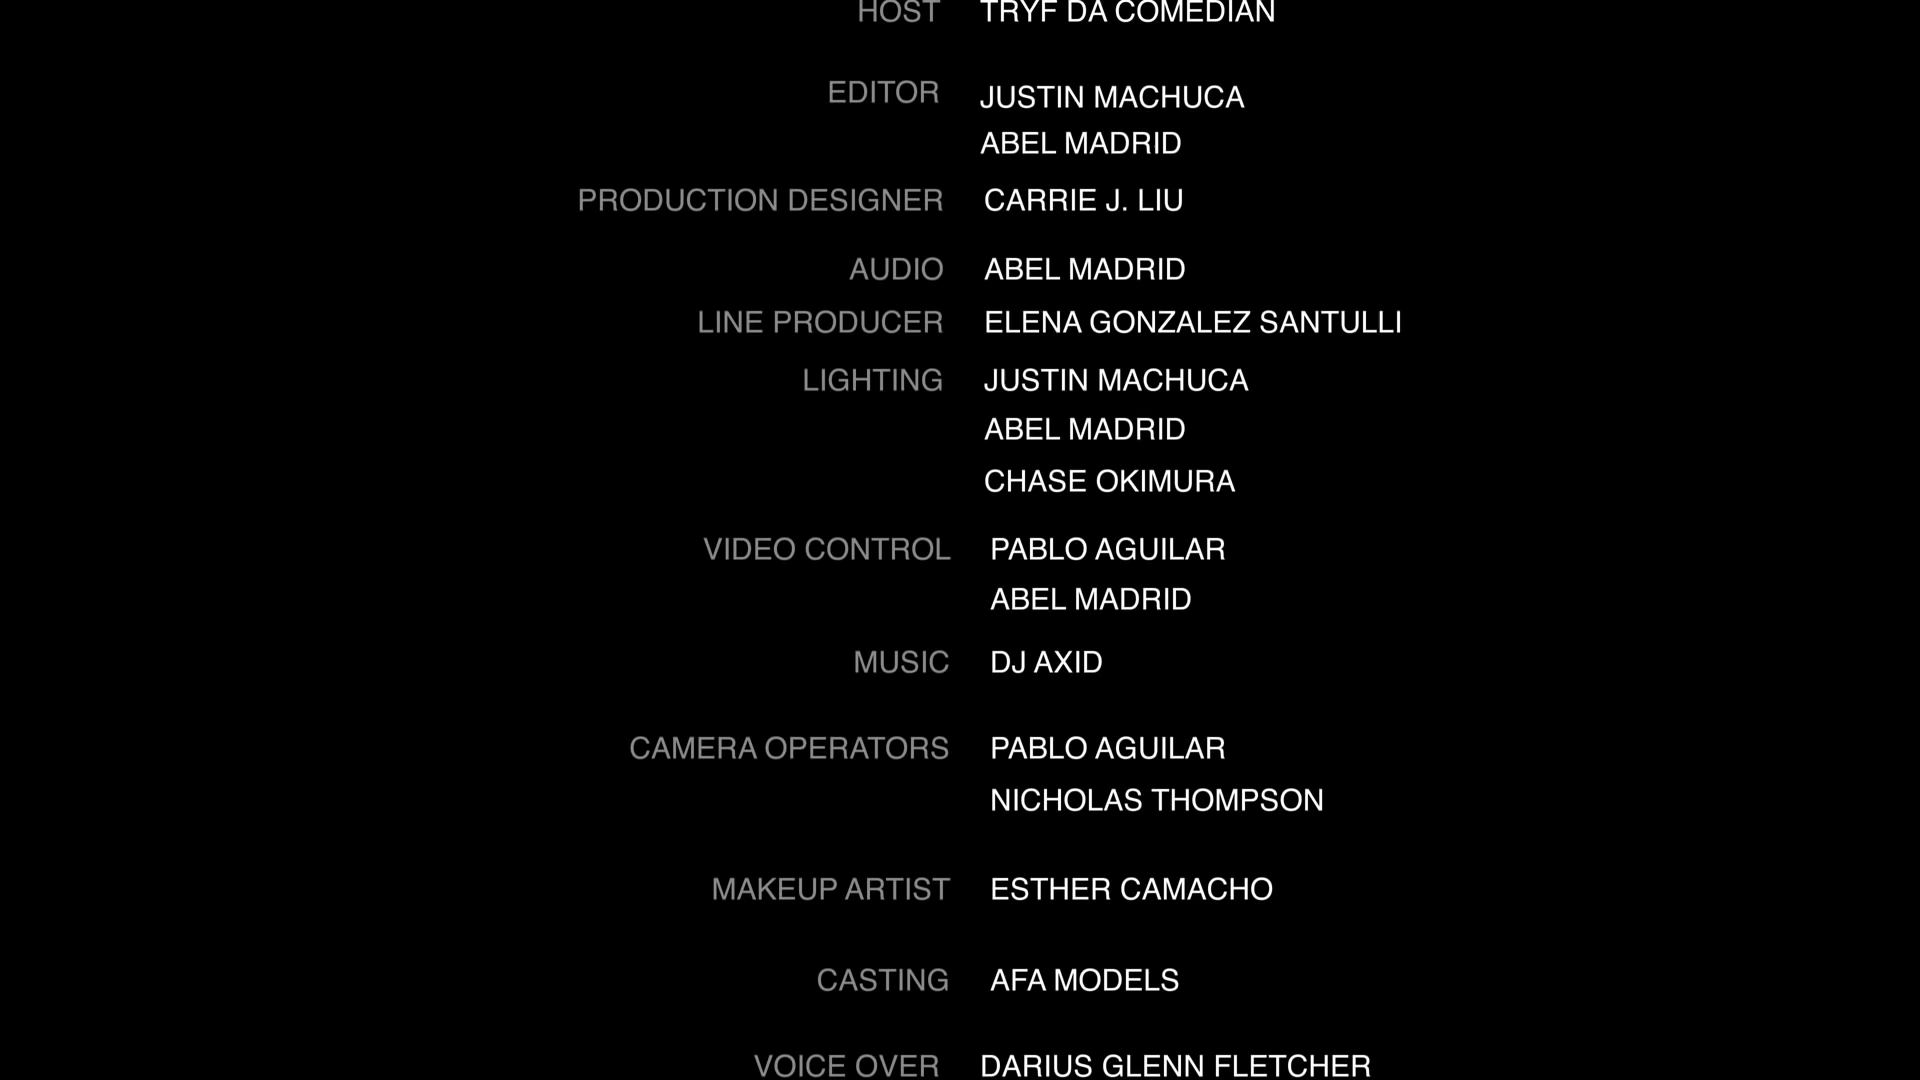 HOST TRYF DA COMEDIAN
EDITOR JUSTIN MACHUCA
ABEL MADRID
PRODUCTION DESIGNER CARRIE J. LIU
AUDIO ABEL MADRID
LINE PRODUCER ELENA GONZALEZ SANTULLI
LIGHTING JUSTIN MACHUCA
ABEL MADRID
CHASE OKIMURA
VIDEO CONTROL PABLO AGUILAR
ABEL MADRID
MUSIC DJ AXID
CAMERA OPERATORS PABLO AGUILAR
NICHOLAS THOMPSON
MAKEUP ARTIST ESTHER CAMACHO
CASTING AFA MODELS
VOICE OVER DARIUS GLENN FLETCHER